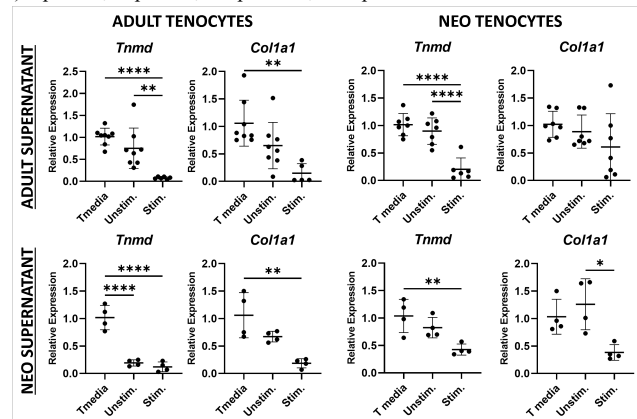 ADULT TENOCYTES NEO TENOCYTES
ADULT SUPERNATANT
Tnmd Col1a1 Tnmd Col1a1
Relative Expression
2.5
2.0
1.5
1.0
0.5
0.0
****
**
Tmedia Unstim. Stim.
Relative Expression
2.0
1.5
1.0
0.5
0.0
**
T media Unstim. Stim.
Relative Expression
2.0
1.5
1.0
0.5
0.0
****
****
T media Unstim. Stim.
Relative Expression
2.0
1.5
1.0
0.5
0.0
T media Unstim. Stim.
NEO SUPERNATANT
Tnmd Col1a1 Tnmd Col1a1
Relative Expression
2.0
1.5
1.0
0.5
0.0
****
****
Tmedia Unstim. Stim.
Relative Expression
2.0
1.5
1.0
0.5
0.0
**
T media Unstim. Stim.
Relative Expression
2.0
1.5
1.0
0.5
0.0
**
T media Unstim. Stim.
Relative Expression
2.0
1.5
1.0
0.5
0.0
*
T media Unstim. Stim.